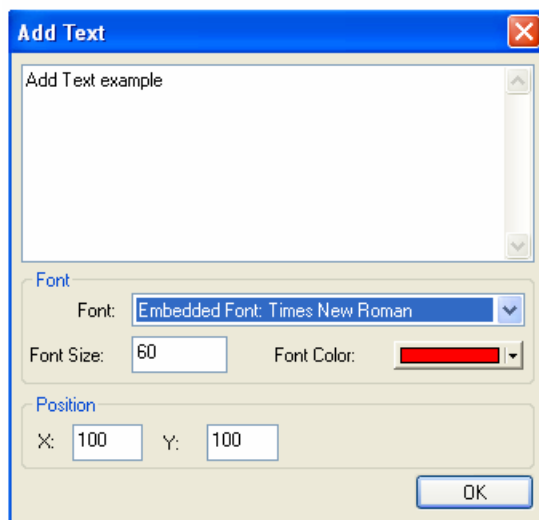 Add Text
Add Text example
Font
Font: Embedded Font: Times New Roman
Font Size: 60 Font Color:
Position
X: 100 Y: 100
OK